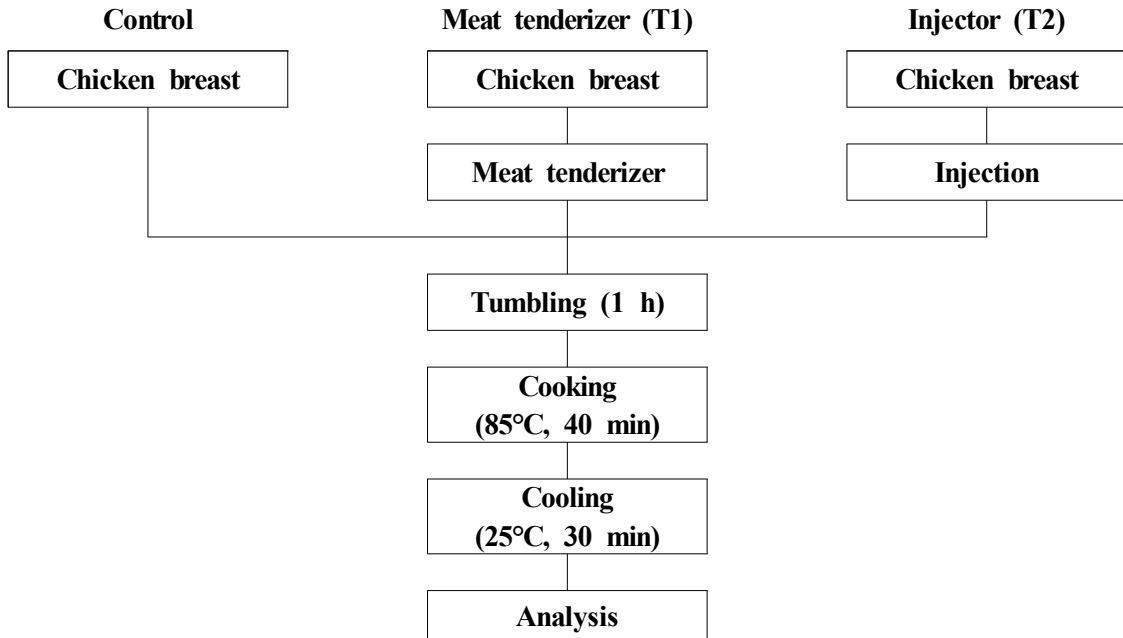 Control
Meat tenderizer (T1)
Injector (T2)
Chicken breast
Chicken breast
Chicken breast
Meat tenderizer
Injection
Tumbling (1 h)
Cooking
(85°C, 40 min)
Cooling
(25°C, 30 min)
Analysis